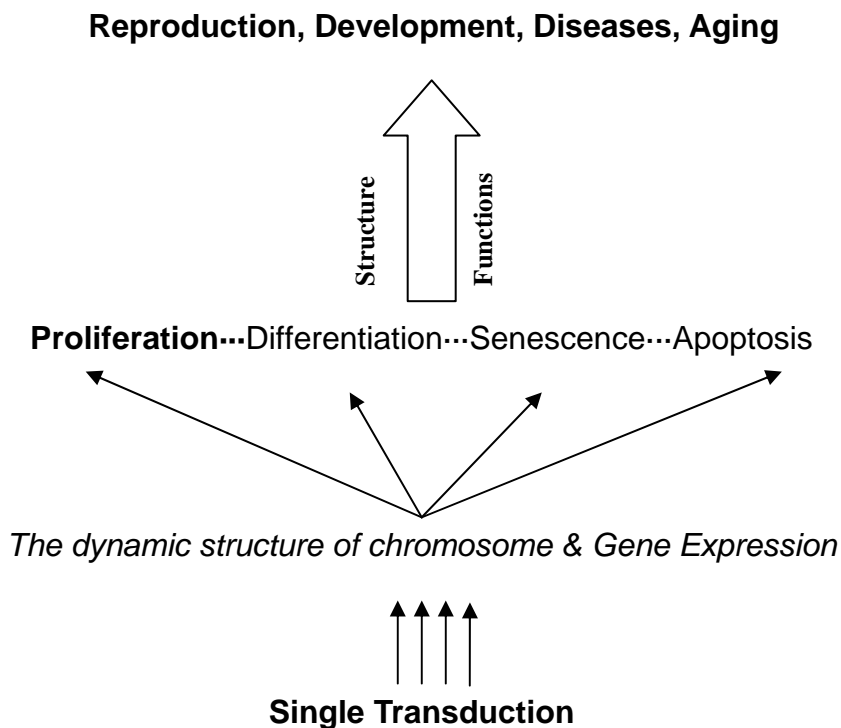 Reproduction, Development, Diseases, Aging
Structure
Functions
Proliferation···Differentiation···Senescence···Apoptosis
The dynamic structure of chromosome & Gene Expression
Single Transduction